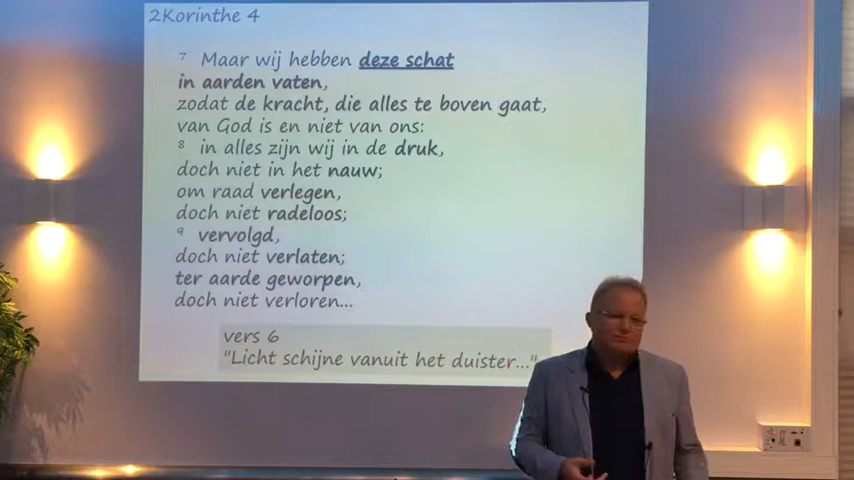 2Korinthe 4
7 Maar wij hebben deze schat
in aarden vaten,
zodat de kracht, die alles te boven gaat,
van God is en niet van ons:
8 in alles zijn wij in de druk,
doch niet in het nauw;
om raad verlegen,
doch niet radeloos;
9 vervolgd,
doch niet verlaten;
ter aarde geworpen,
doch niet verloren...
vers 6
"Licht schijne vanuit het duister..."